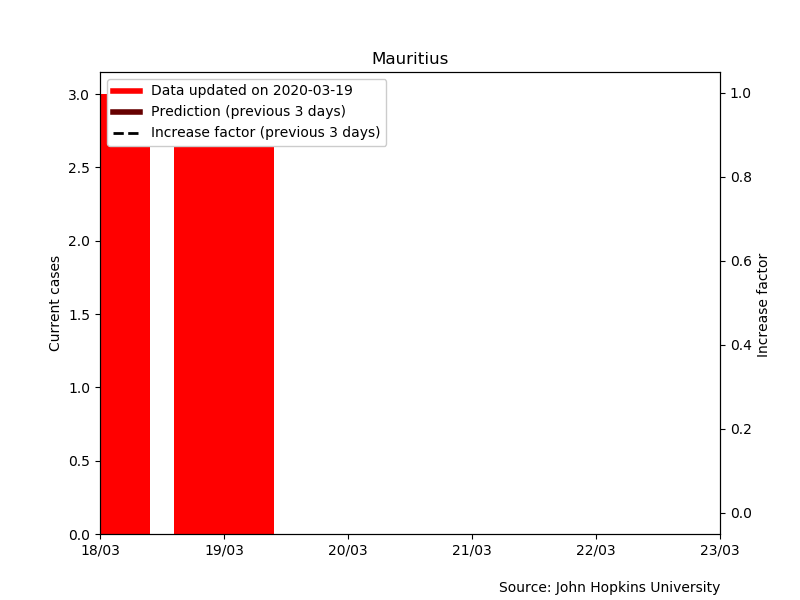 Mauritius
Data updated on 2020-03-19
Prediction (previous 3 days)
Increase factor (previous 3 days)
3.0
2.5
2.0
1.5
1.0
0.5
0.0
Current cases
1.0
0.8
0.6
0.4
0.2
0.0
Increase factor
18/03 19/03 20/03 21/03 22/03 23/03
Source: John Hopkins University